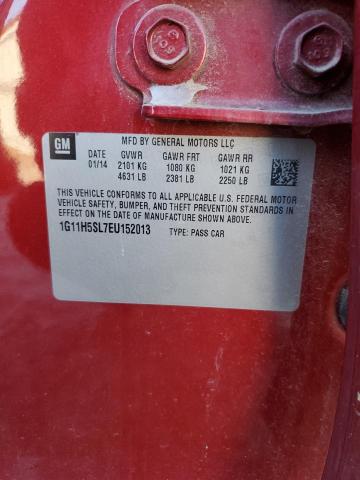 GM
MFD BY GENERAL MOTORS LLC
DATE GVWR GAWR FRT GAWR RR
01/14 2101 KG 1080 KG 1021 KG
4631 LB 2381 LB 2250 LB
THIS VEHICLE CONFORMS TO ALL APPLICABLE U.S. FEDERAL MOTOR
VEHICLE SAFETY, BUMPER, AND THEFT PREVENTION STANDARDS IN
EFFECT ON THE DATE OF MANUFACTURE SHOWN ABOVE.
1G11H5SL7EU152013 TYPE: PASS CAR